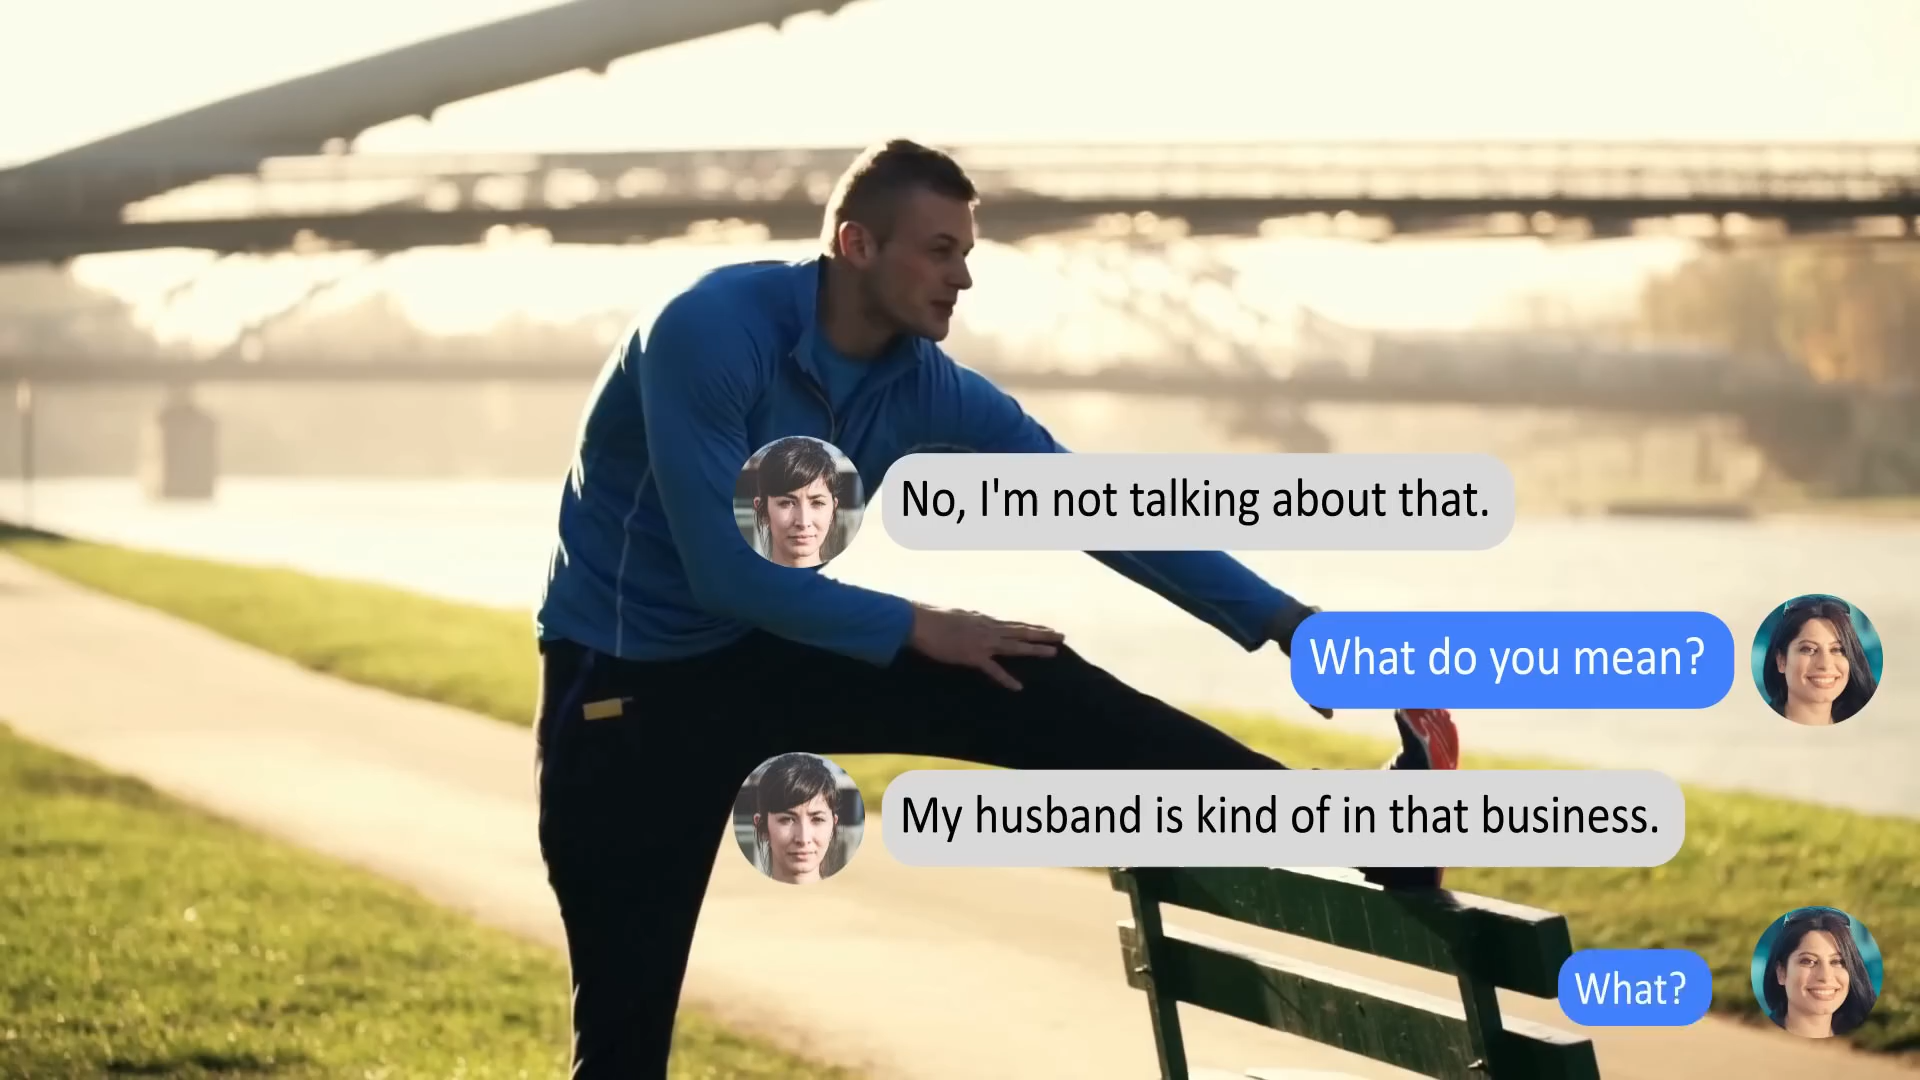 No, I'm not talking about that.
What do you mean?
My husband is kind of in that business.
What?